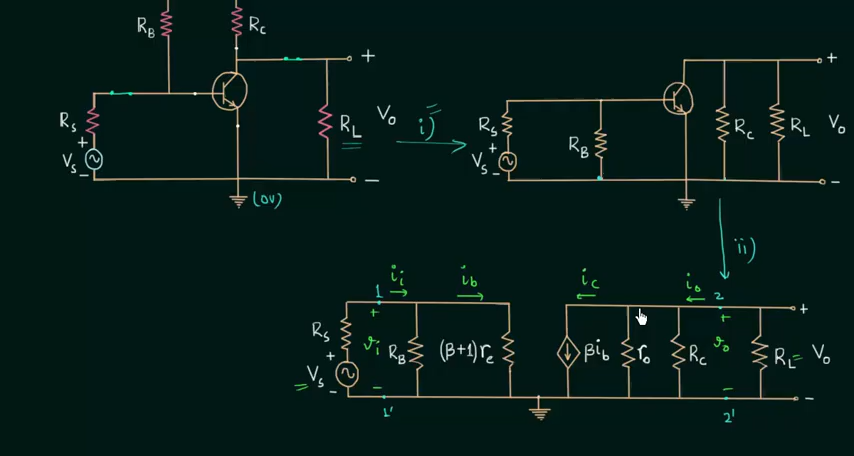 R_B
R_C
R_s
+
V_s
-
+
V_o
R_L
-
(0V)
i)
R_s
+
V_s
-
R_B
R_C
R_L
+
V_o
-
ii)
1
i_i
i_b
i_c
i_o
2
R_s
+
V_s
-
+
v_i
-
R_B
(β+1)r_e
βi_b
r_o
R_C
+
v_o
-
R_L
+
V_o
-
1'
2'